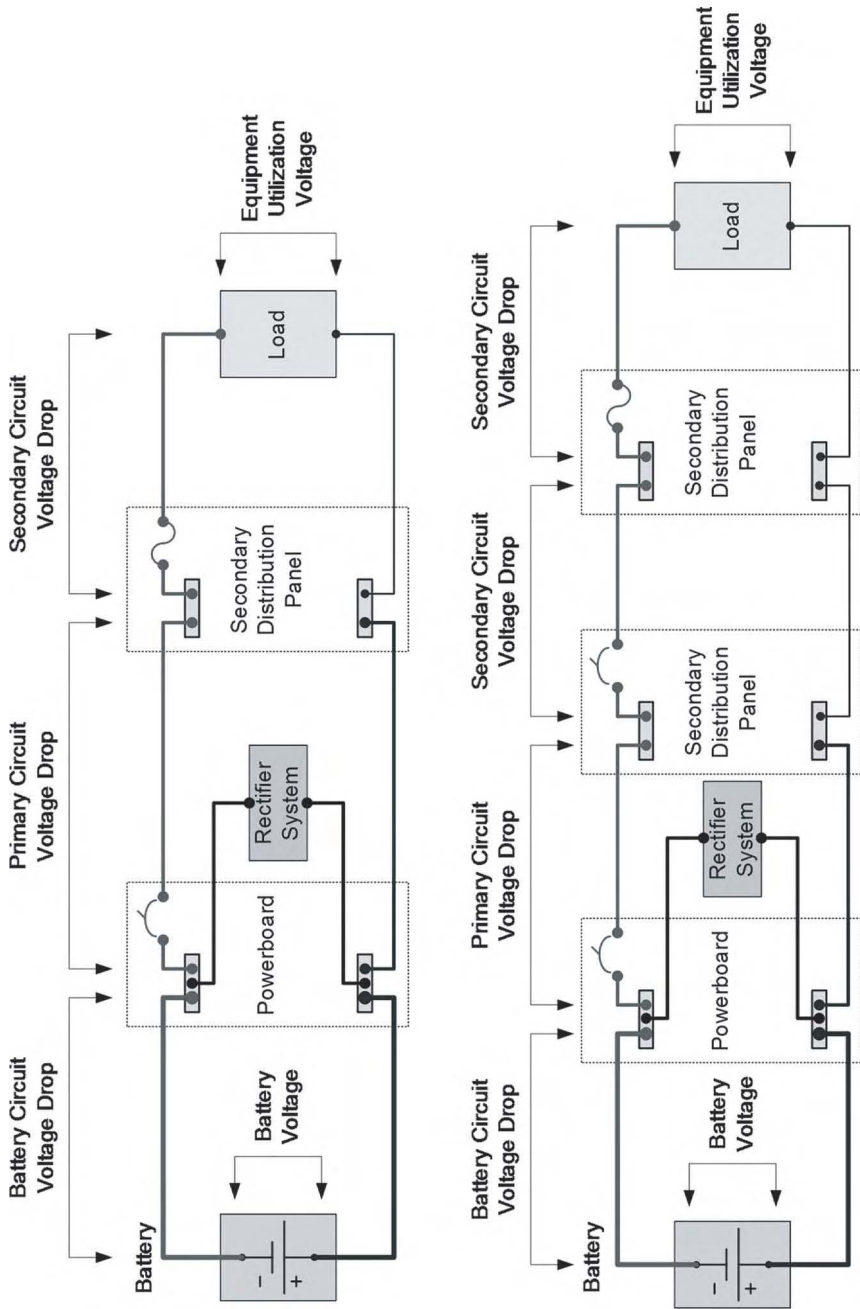 Battery Circuit
Voltage Drop
Primary Circuit
Voltage Drop
Secondary Circuit
Voltage Drop
Battery
−
+
Battery
Voltage
Powerboard
Rectifier
System
Secondary
Distribution
Panel
Load
Equipment
Utilization
Voltage
Battery Circuit
Voltage Drop
Primary Circuit
Voltage Drop
Secondary Circuit
Voltage Drop
Secondary Circuit
Voltage Drop
Battery
−
+
Battery
Voltage
Powerboard
Rectifier
System
Secondary
Distribution
Panel
Secondary
Distribution
Panel
Load
Equipment
Utilization
Voltage